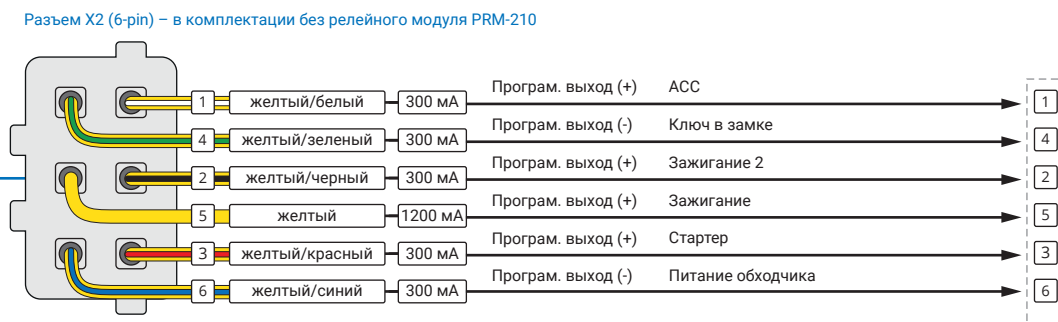 Разъем X2 (6-pin) – в комплектации без релейного модуля PRM-210
1 желтый/белый 300 мА Програм. выход (+) ACC 1
4 желтый/зеленый 300 мА Програм. выход (-) Ключ в замке 4
2 желтый/черный 300 мА Програм. выход (+) Зажигание 2 2
5 желтый 1200 мА Програм. выход (+) Зажигание 5
3 желтый/красный 300 мА Програм. выход (+) Стартер 3
6 желтый/синий 300 мА Програм. выход (-) Питание обходчика 6